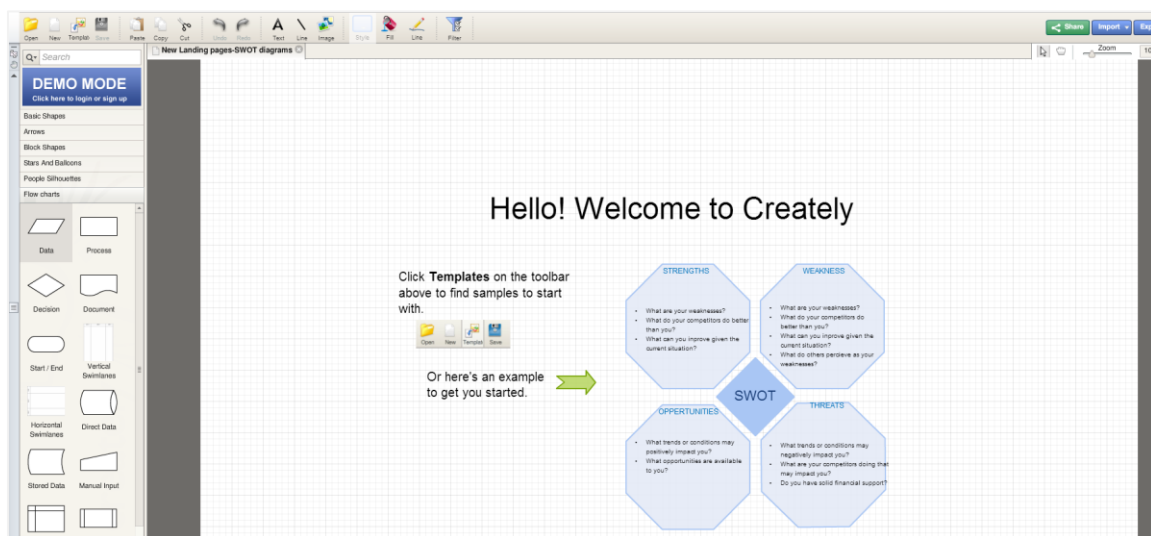 Open New Templat Save Paste Copy Cut Undo Redo Text Line Image Style Fill Line Filter Share Import
New Landing pages-SWOT diagrams
Zoom
Search
DEMO MODE
Click here to login or sign up
Basic Shapes
Arrows
Block Shapes
Stars And Balloons
People Silhouettes
Flow charts
Data Process
Decision Document
Start / End Vertical
Swimlanes
Horizontal
Swimlanes
Direct Data
Stored Data Manual Input
Hello! Welcome to Creately
Click Templates on the toolbar
above to find samples to start
with.
Open New Templat Save
Or here's an example
to get you started.
STRENGTHS
• What are your weaknesses?
• What do your competitors do better
than you?
• What can you inprove given the
current situation?
WEAKNESS
• What are your weaknesses?
• What do your competitors do
better than you?
• What can you inprove given the
current situation?
• What do others percieve as your
weaknesses?
SWOT
OPPORTUNITIES
• What trends or conditions may
positively impact you?
• What opportunities are available
to you?
THREATS
• What trends or conditions may
negatively impact you?
• What are your competitors doing that
may impact you?
• Do you have solid financial support?